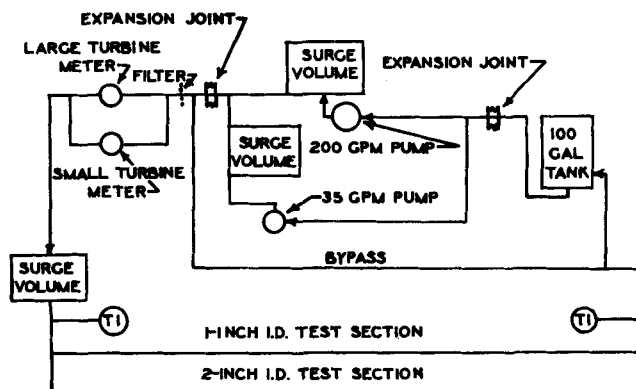 EXPANSION JOINT
LARGE TURBINE
METER
FILTER
SURGE
VOLUME
EXPANSION JOINT
SURGE
VOLUME
200 GPM PUMP
100
GAL
TANK
SMALL TURBINE
METER
35 GPM PUMP
BYPASS
SURGE
VOLUME
TI
TI
1-INCH I.D. TEST SECTION
2-INCH I.D. TEST SECTION